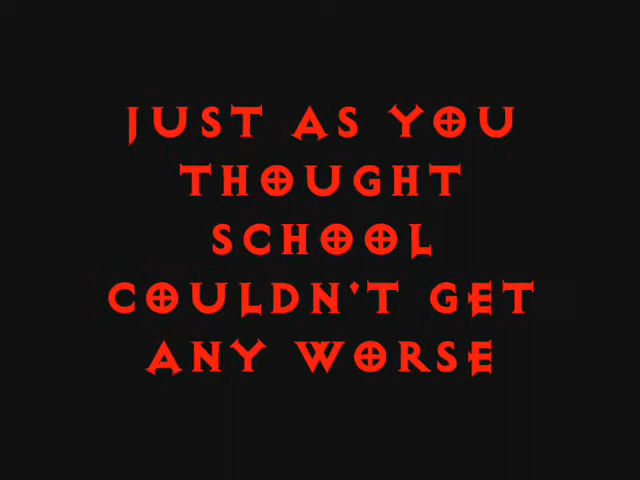 JUST AS YOU
THOUGHT
SCHOOL
COULDN'T GET
ANY WORSE